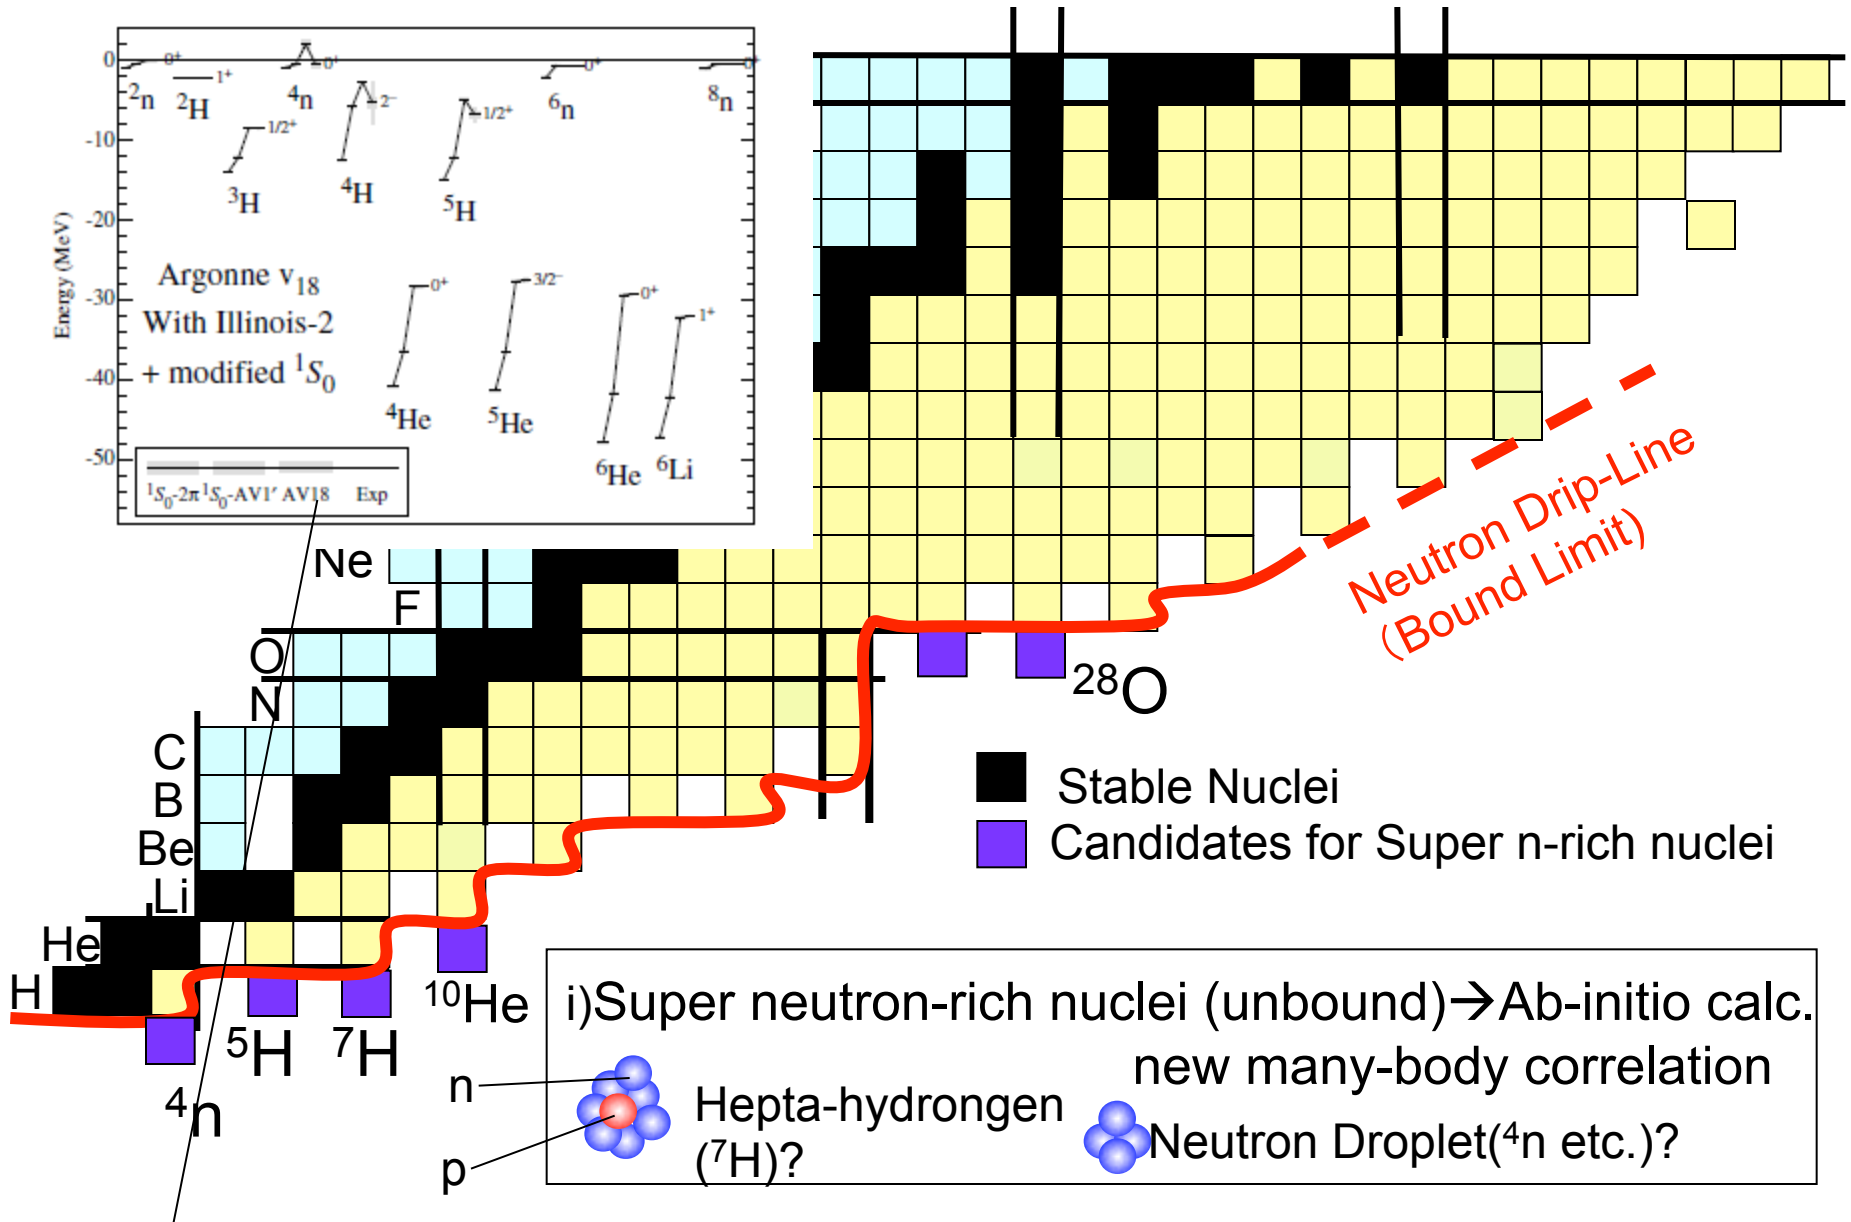 0
-10
-20
-30
-40
-50
Energy (MeV)
0+
1+
0+
2-
1/2+
1/2+
0+
0+
²n
²H
⁴n
⁶n
⁸n
³H
⁴H
⁵H
Argonne v₁₈
With Illinois-2
+ modified ¹S₀
0+
3/2-
0+
1+
⁴He
⁵He
⁶He
⁶Li
¹S₀-2π ¹S₀-AV1′ AV18 Exp
Neutron Drip-Line
(Bound Limit)
Ne
F
O
N
C
B
Be
Li
He
H
²⁸O
Stable Nuclei
Candidates for Super n-rich nuclei
¹⁰He
⁵H
⁷H
⁴n
i)Super neutron-rich nuclei (unbound)→Ab-initio calc.
new many-body correlation
n
p
Hepta-hydrongen
(⁷H)?
Neutron Droplet(⁴n etc.)?